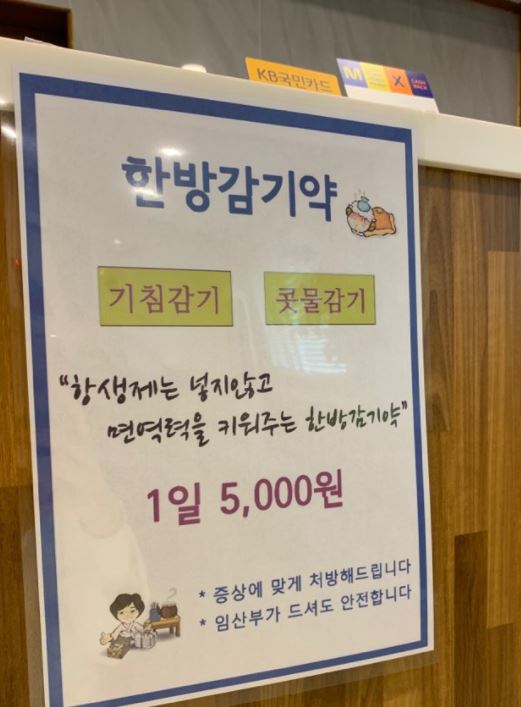 KB국민카드
M X CASH BACK
한방감기약
기침감기 콧물감기
"항생제는 넣지않고
면역력을 키워주는 한방감기약"
1일 5,000원
* 증상에 맞게 처방해드립니다
* 임산부가 드셔도 안전합니다